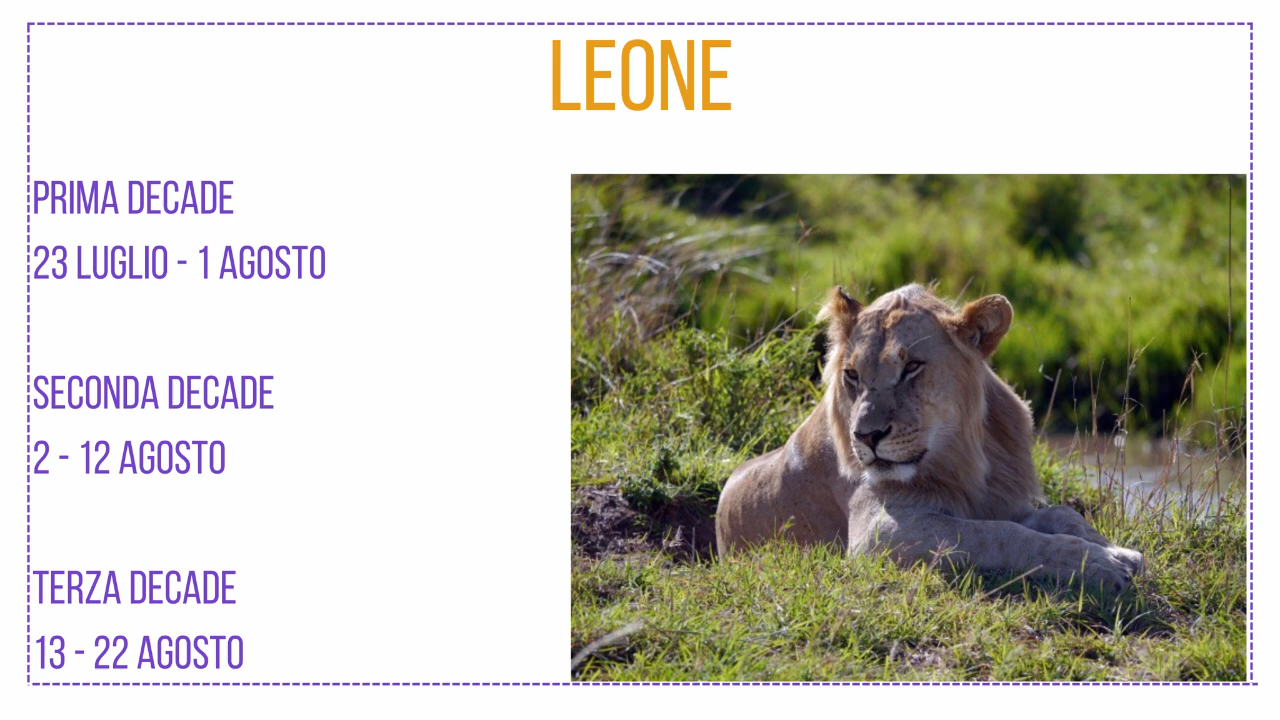 LEONE
PRIMA DECADE
23 LUGLIO - 1 AGOSTO
SECONDA DECADE
2 - 12 AGOSTO
TERZA DECADE
13 - 22 AGOSTO